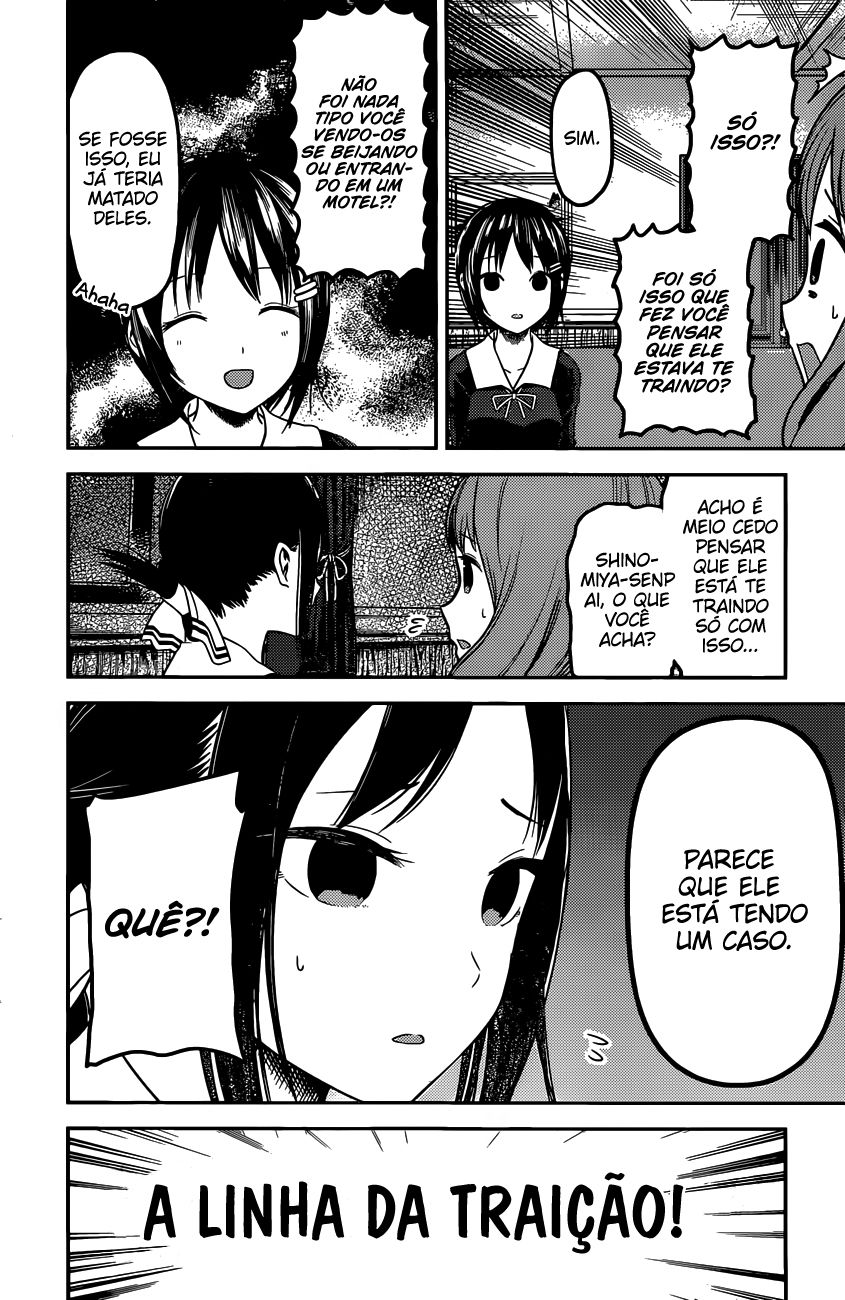 SÓ
ISSO?!
SIM.
FOI SÓ
ISSO QUE
FEZ VOCÊ
PENSAR
QUE ELE
ESTAVA TE
TRAINDO?
NÃO
FOI NADA
TIPO VOCÊ
VENDO-OS
SE BEIJANDO
OU ENTRAN-
DO EM UM
MOTEL?!
SE FOSSE
ISSO, EU
JÁ TERIA
MATADO
DELES.
Ahaha
ACHO É
MEIO CEDO
PENSAR
QUE ELE
ESTÁ TE
TRAINDO
SÓ COM
ISSO...
SHINO-
MIYA-SENP
AI, O QUE
VOCÊ
ACHA?
PARECE
QUE ELE
ESTÁ TENDO
UM CASO.
QUÊ?!
A LINHA DA TRAIÇÃO!